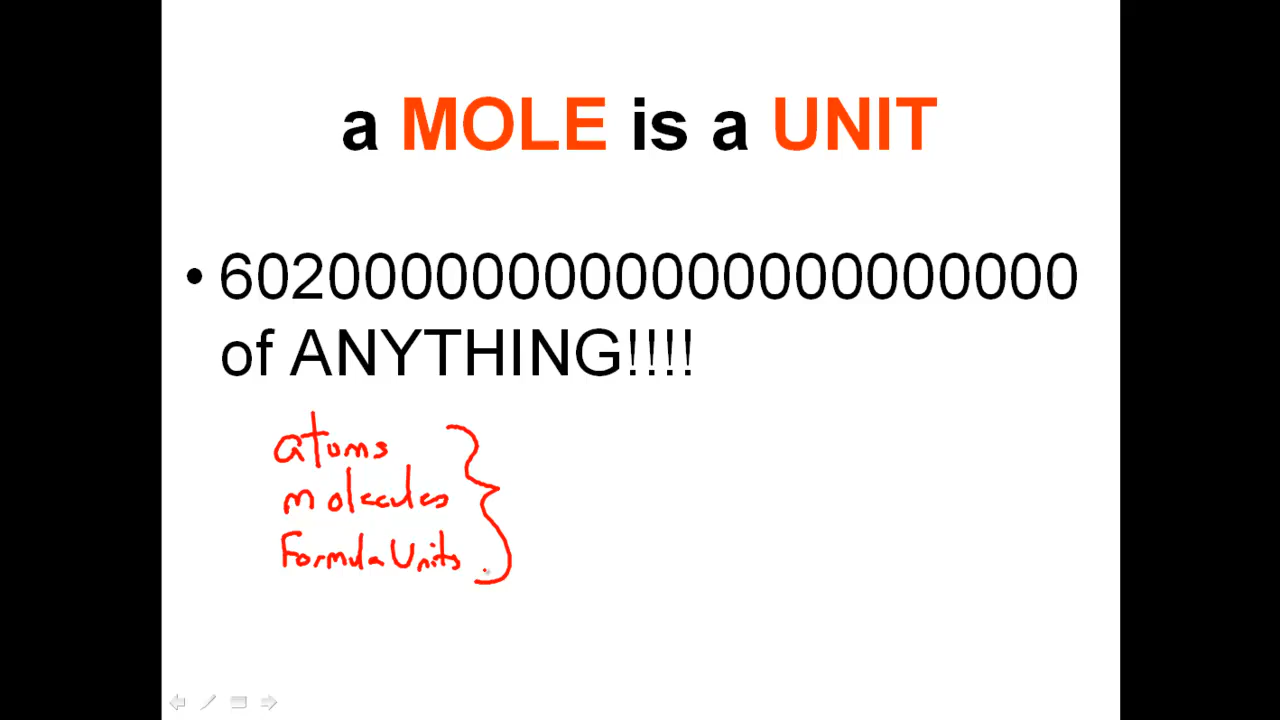 a MOLE is a UNIT
• 602000000000000000000000
of ANYTHING!!!!
atoms
molecules
Formula Units